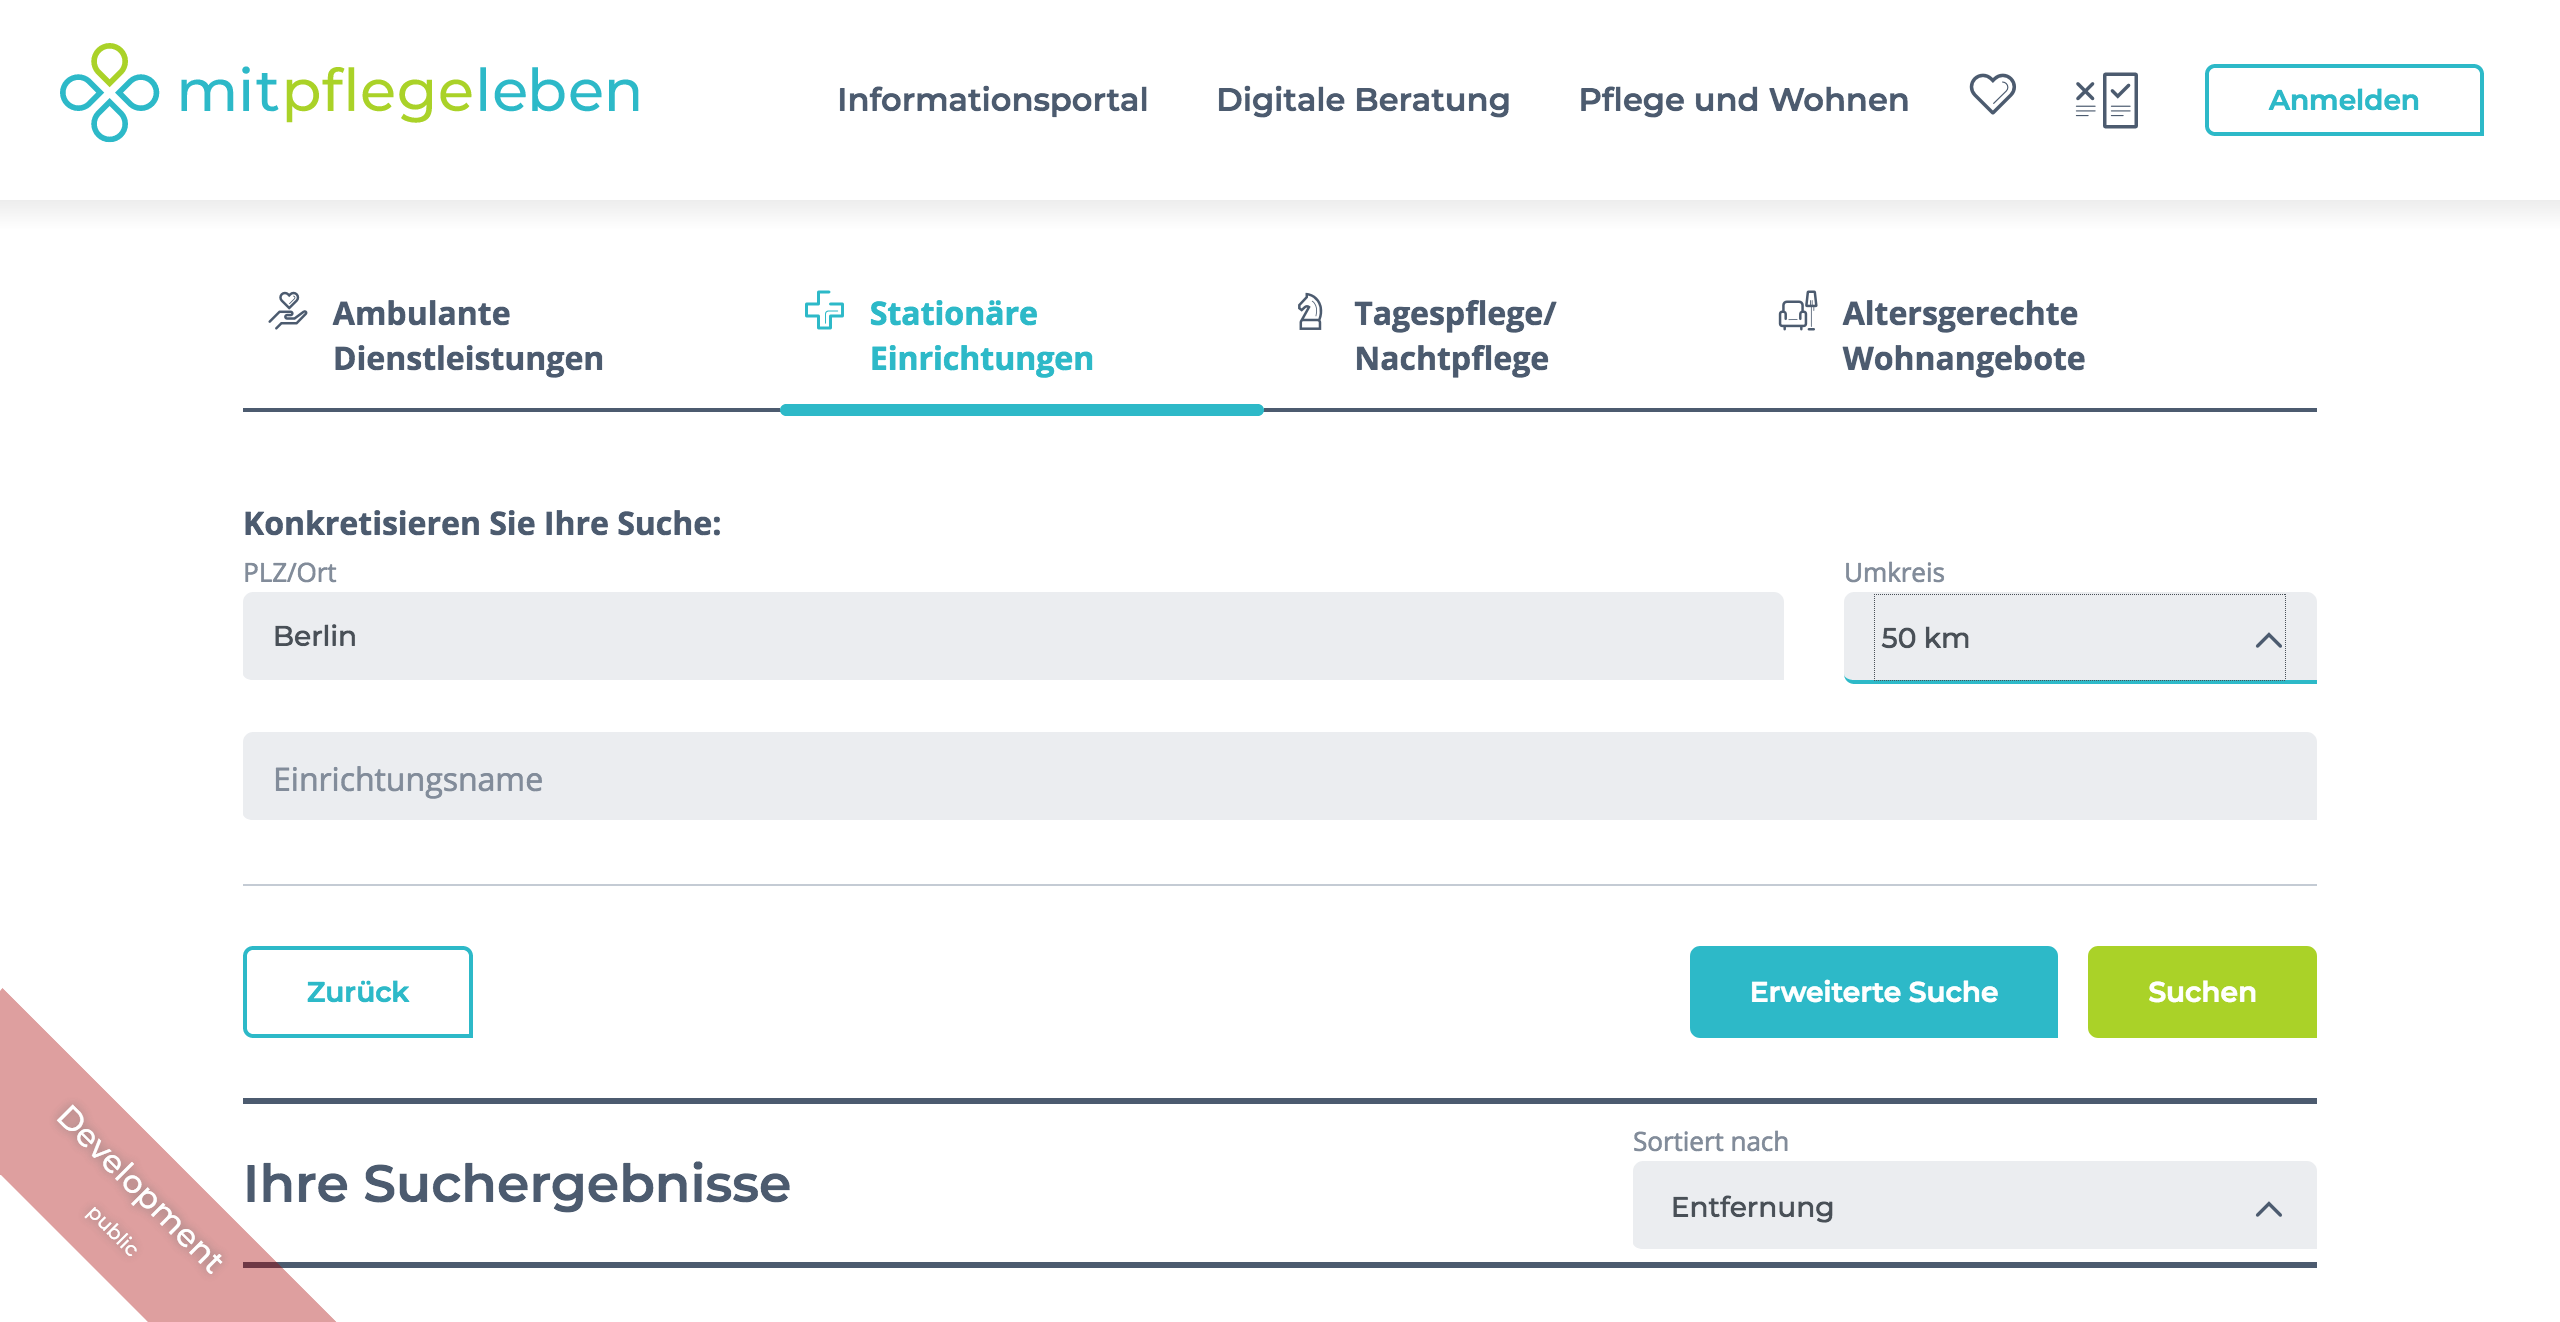 mitpflegeleben
Informationsportal
Digitale Beratung
Pflege und Wohnen
Anmelden
Ambulante
Dienstleistungen
Stationäre
Einrichtungen
Tagespflege/
Nachtpflege
Altersgerechte
Wohnangebote
Konkretisieren Sie Ihre Suche:
PLZ/Ort
Umkreis
Berlin
50 km
Einrichtungsname
Zurück
Erweiterte Suche
Suchen
Sortiert nach
Ihre Suchergebnisse
Entfernung
Development
public